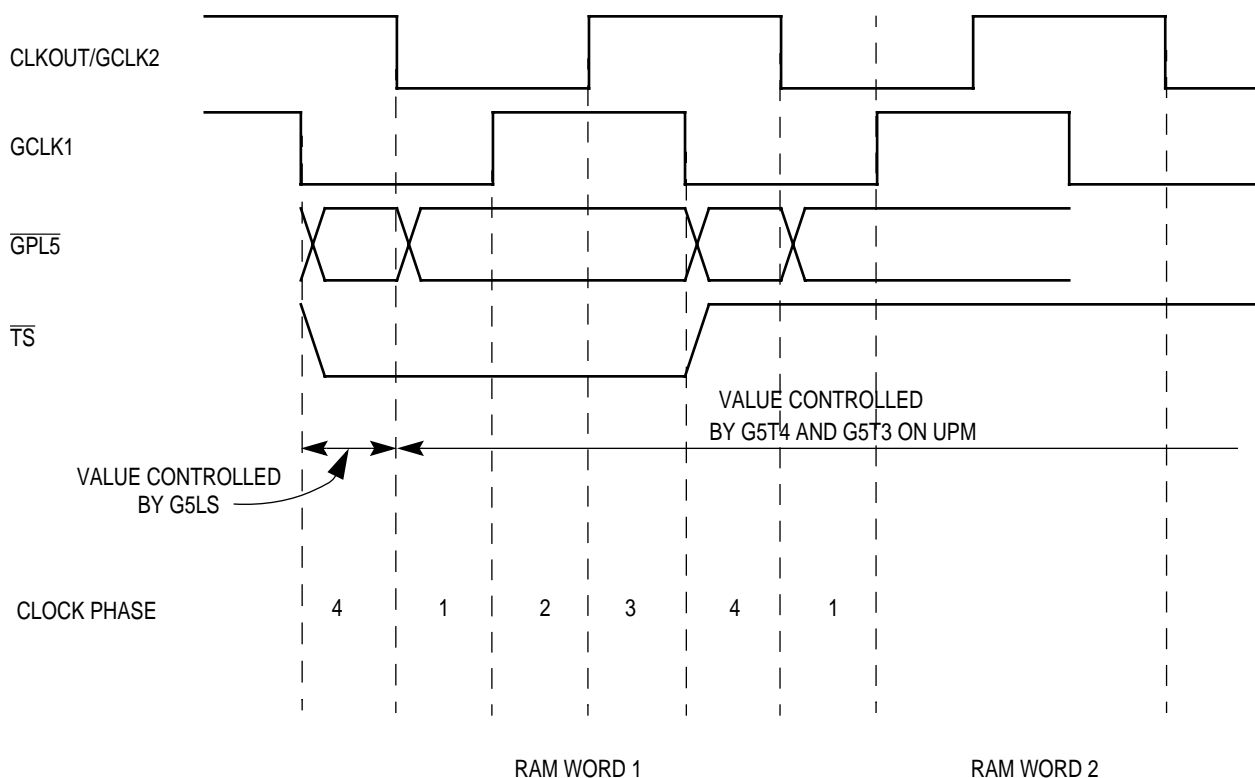 CLKOUT/GCLK2
GCLK1
GPL5
TS
VALUE CONTROLLED
BY G5T4 AND G5T3 ON UPM
VALUE CONTROLLED
BY G5LS
CLOCK PHASE 4 1 2 3 4 1
RAM WORD 1 RAM WORD 2